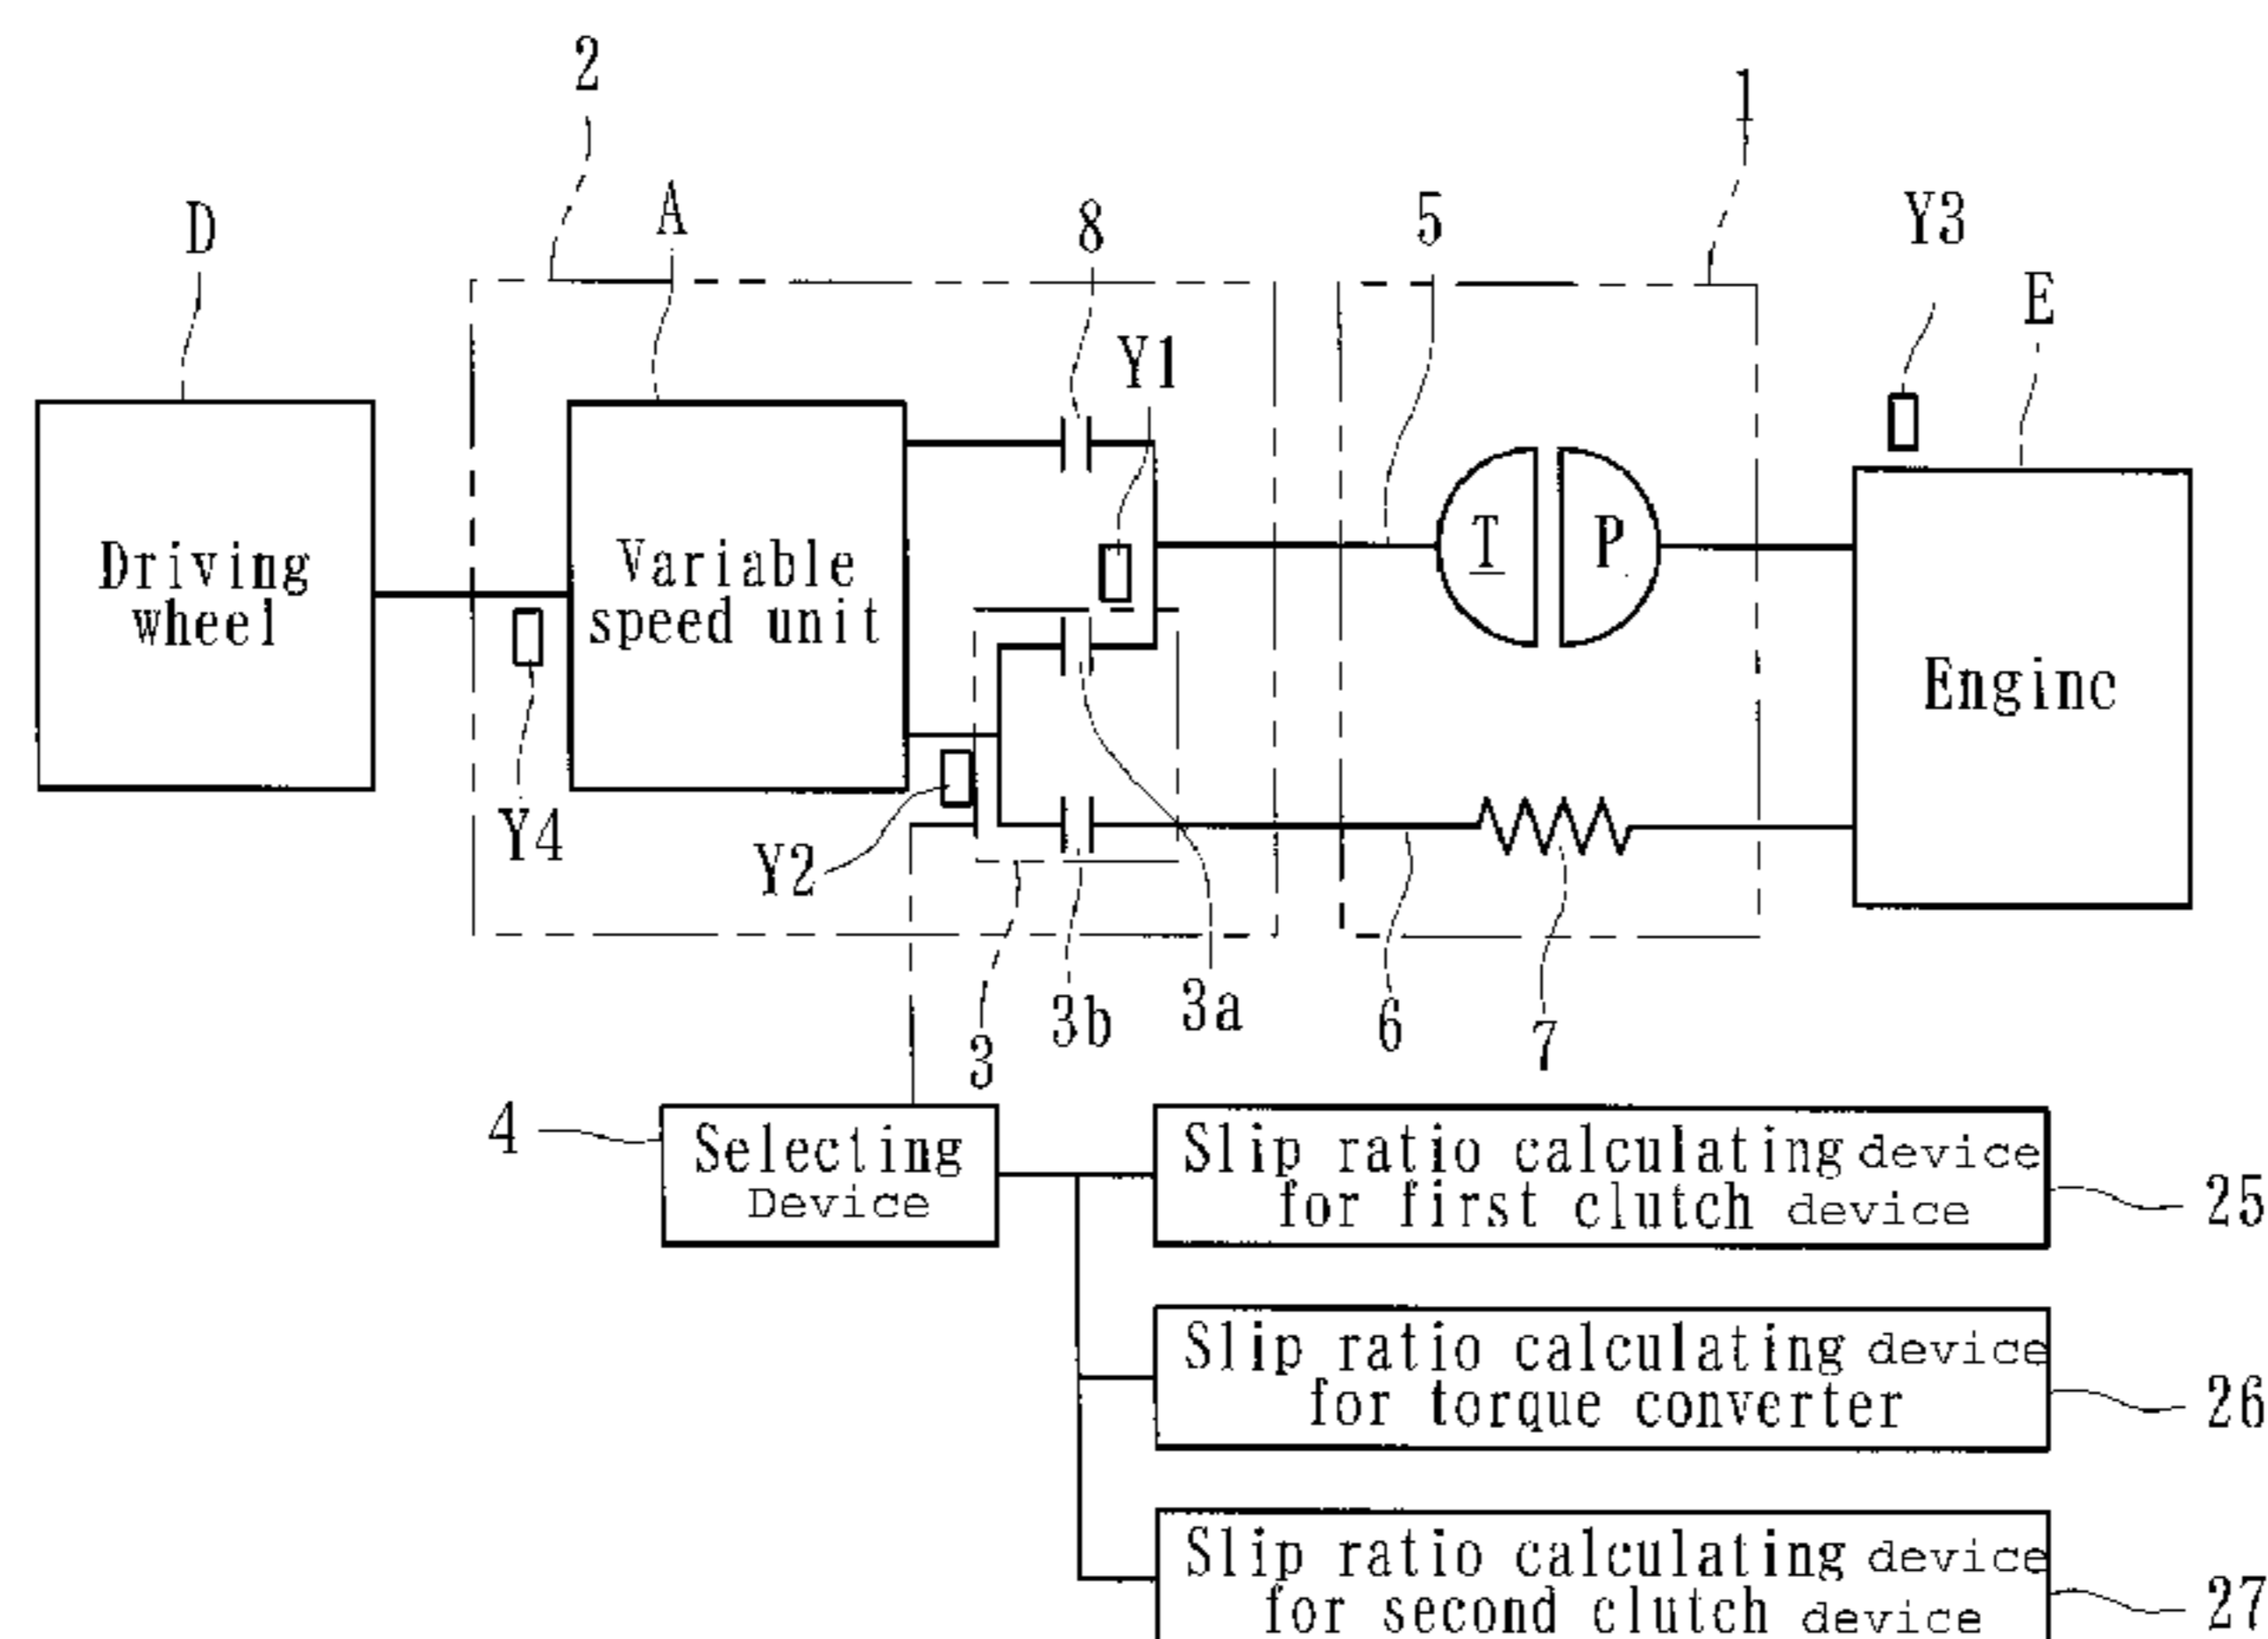 2
1
D
A
8
5
Y3
E
Y1
Driving
wheel
Variable
speed unit
T
P
Enginc
Y4
Y2
3
3b
3a
6
7
4
Selecting
Device
Slip ratio calculating device
for first clutch device
25
Slip ratio calculating device
for torque converter
26
Slip ratio calculating device
for second clutch device
27